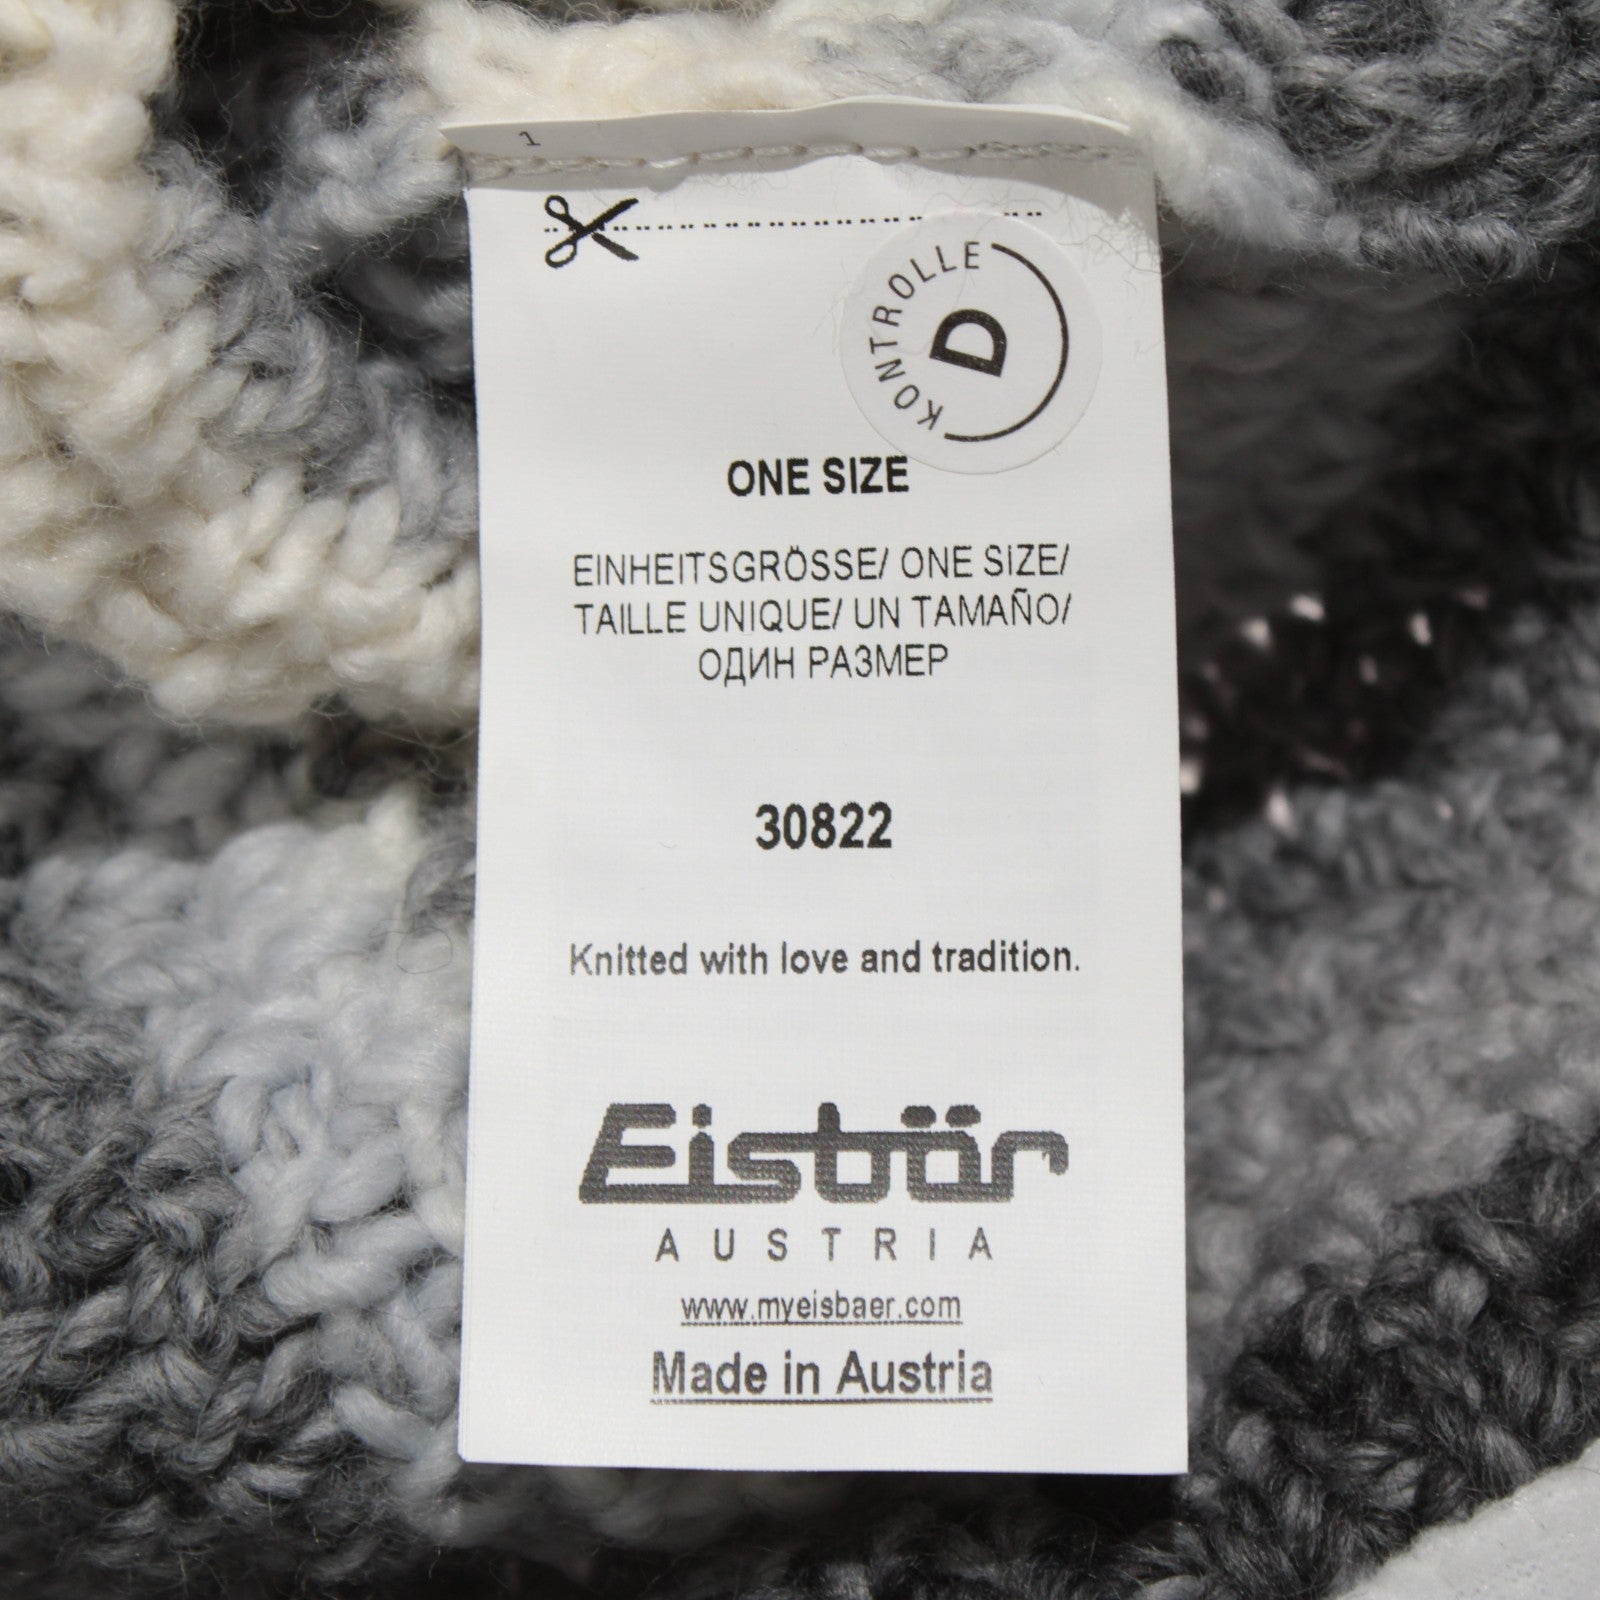 1
KONTROLLE
D
ONE SIZE
EINHEITSGRÖSSE/ ONE SIZE/
TAILLE UNIQUE/ UN TAMAÑO/
ОДИН РАЗМЕР
30822
Knitted with love and tradition.
Eisbär
AUSTRIA
www.myeisbaer.com
Made in Austria